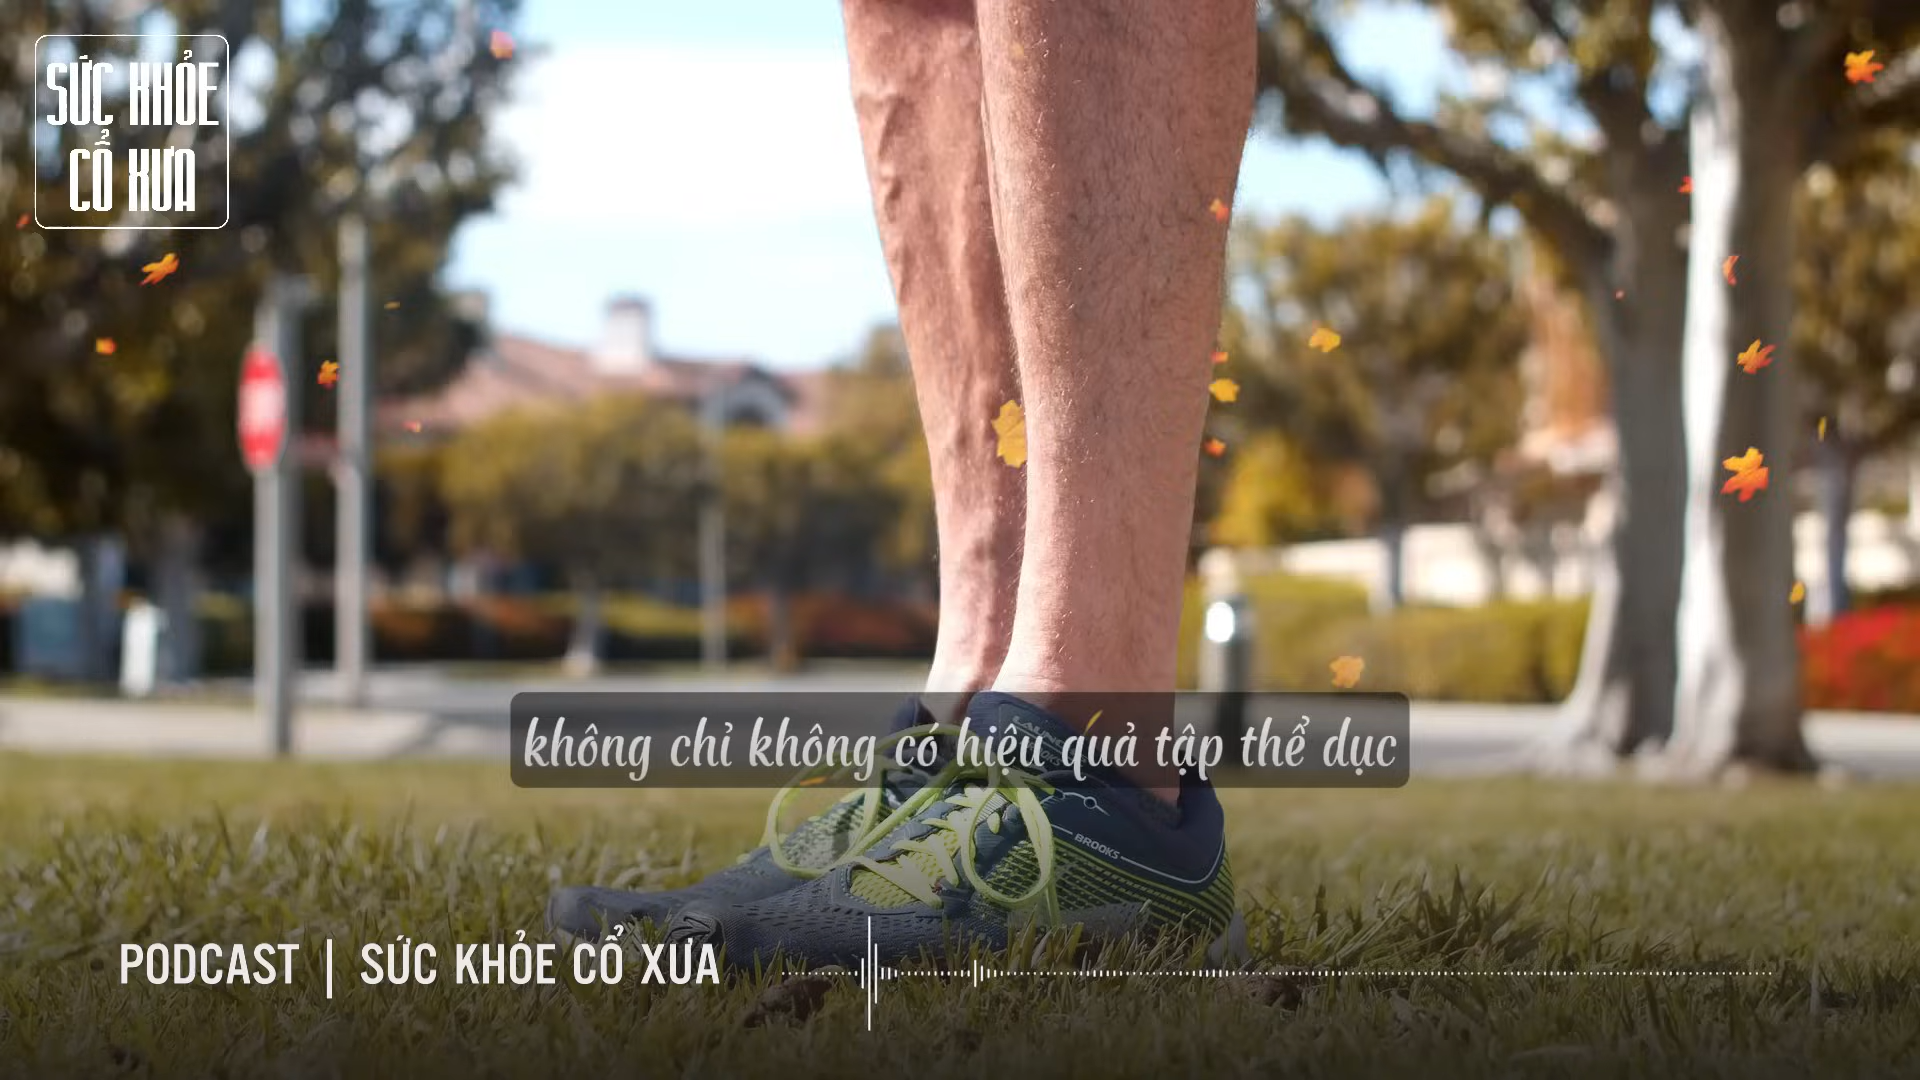 SỨC KHỎE
CỔ XƯA
không chỉ không có hiệu quả tập thể dục
BROOKS
PODCAST | SỨC KHỎE CỔ XƯA